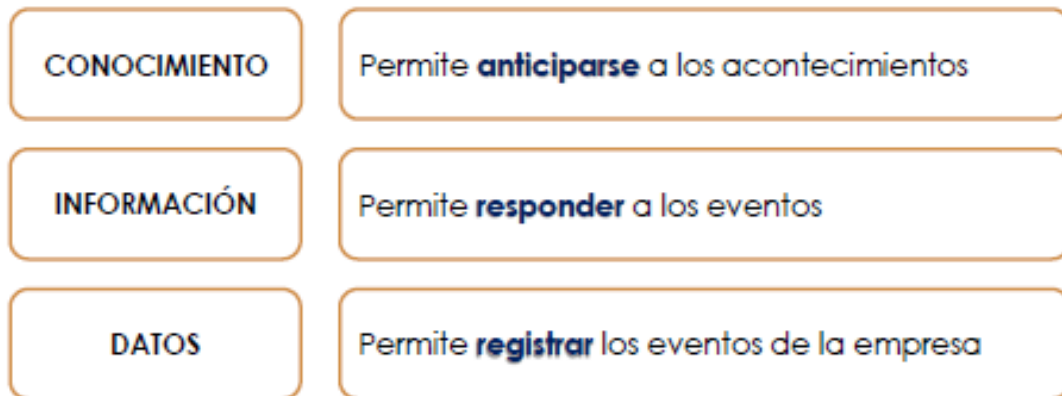 CONOCIMIENTO
Permite anticiparse a los acontecimientos
INFORMACIÓN
Permite responder a los eventos
DATOS
Permite registrar los eventos de la empresa